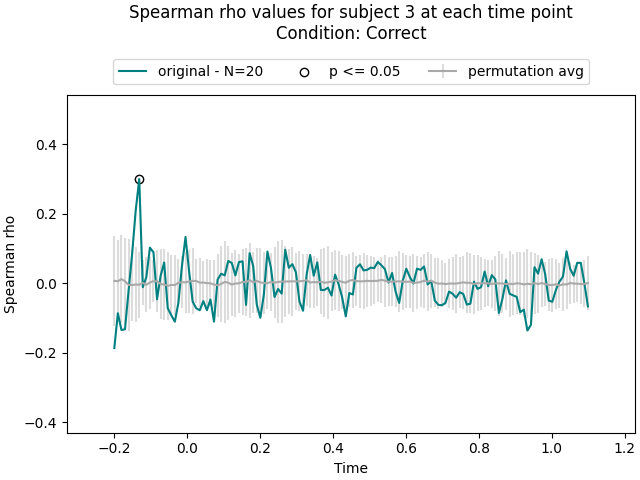 Spearman rho values for subject 3 at each time point
Condition: Correct
original - N=20 p <= 0.05 permutation avg
0.4
0.2
0.0
−0.2
−0.4
Spearman rho
−0.2 0.0 0.2 0.4 0.6 0.8 1.0 1.2
Time